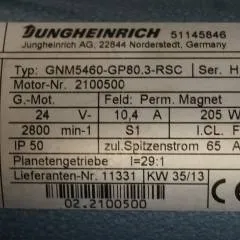 JUNGHEINRICH 51145846
Jungheinrich AG, 22844 Norderstedt, Germany
Typ: GNM5460-GP80.3-RSC Ser. H
Motor-Nr. 2100500
G.-Mot. Feld: Perm. Magnet
24 V- 10,4 A 205 W
2800 min-1 S1 I.CL. F
IP 50 zul.Spitzenstrom 65 A
Planetengetriebe I=29:1
Lieferanten-Nr. 11331 KW 35/13
02.2100500